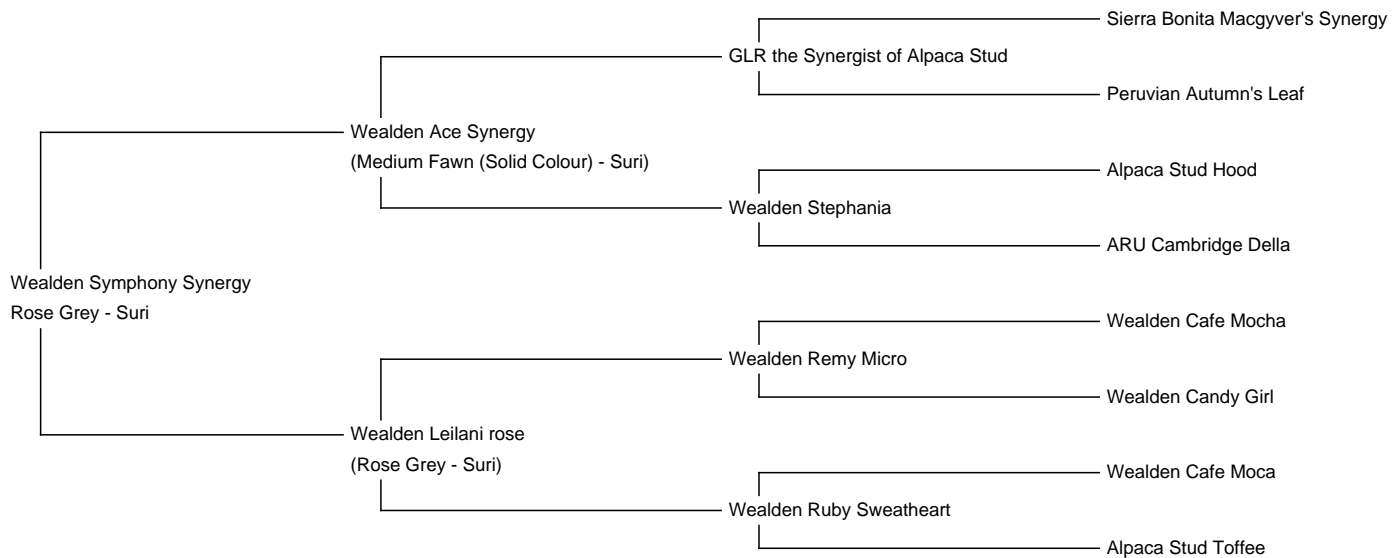 Sierra Bonita Macgyver's Synergy
GLR the Synergist of Alpaca Stud
Peruvian Autumn's Leaf
Wealden Ace Synergy
(Medium Fawn (Solid Colour) - Suri)
Alpaca Stud Hood
Wealden Stephania
ARU Cambridge Della
Wealden Symphony Synergy
Rose Grey - Suri
Wealden Cafe Mocha
Wealden Remy Micro
Wealden Candy Girl
Wealden Leilani rose
(Rose Grey - Suri)
Wealden Cafe Moca
Wealden Ruby Sweatheart
Alpaca Stud Toffee